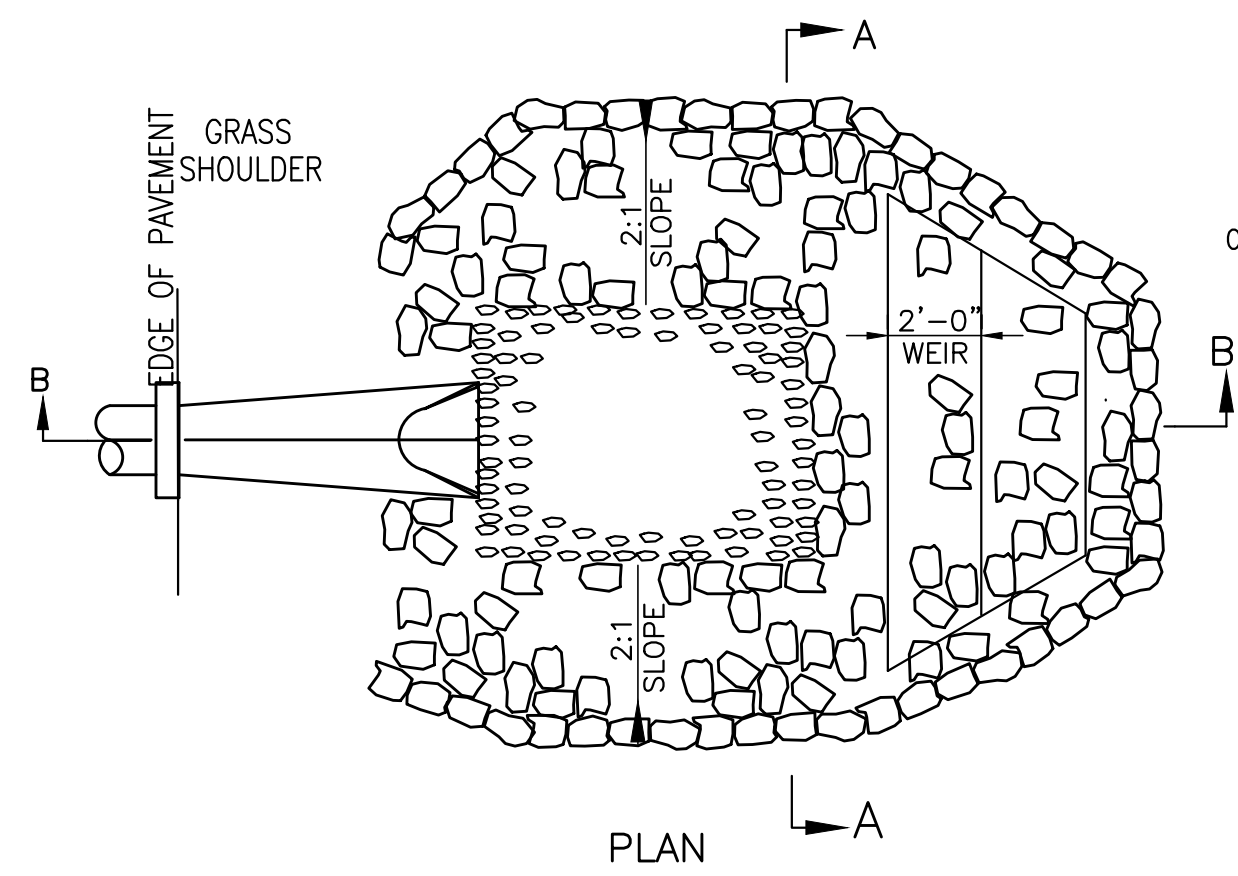 A
GRASS
SHOULDER
EDGE OF PAVEMENT
2:1
SLOPE
2'-0"
WEIR
B
B
2:1
SLOPE
A
PLAN